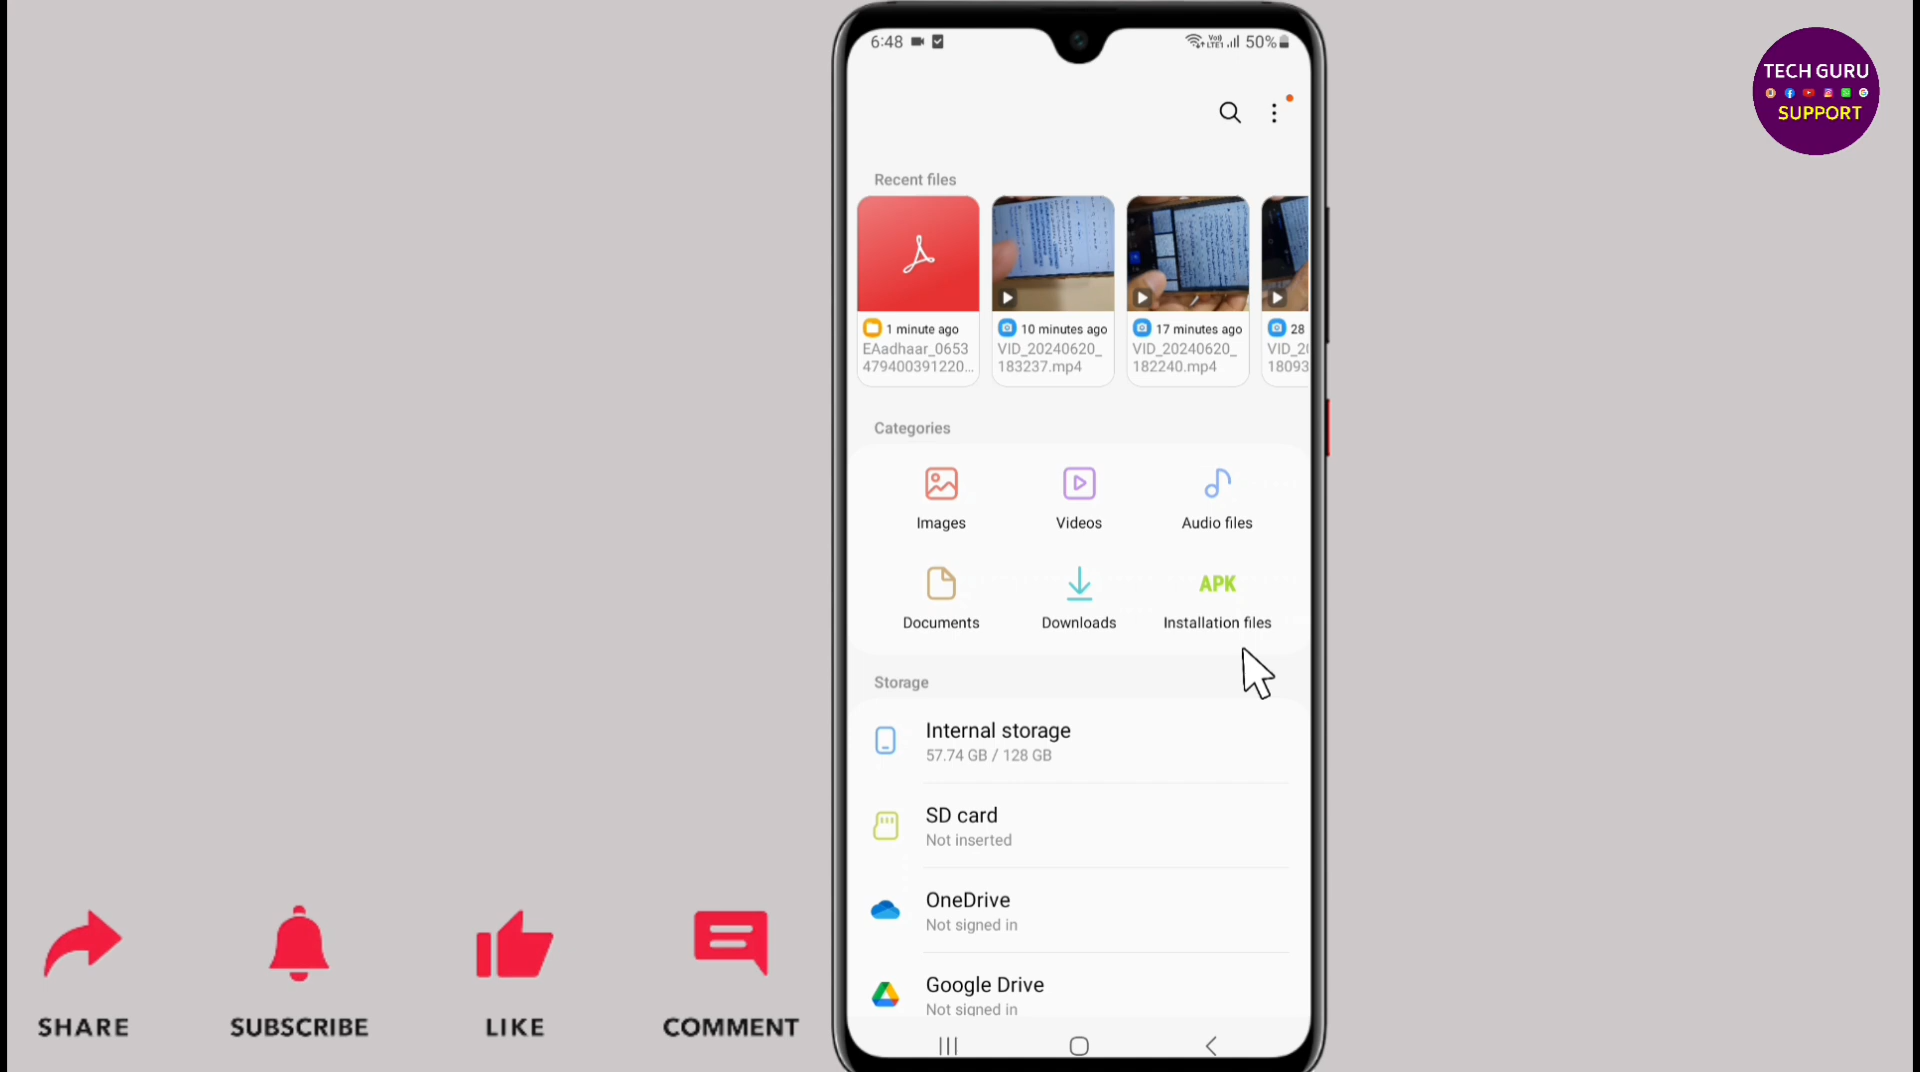 TECH GURU
SUPPORT
6:48
Vo))
LTE1
50%
Recent files
1 minute ago
EAadhaar_0653
479400391220...
10 minutes ago
VID_20240620_
183237.mp4
17 minutes ago
VID_20240620_
182240.mp4
28
VID_20
18093
Categories
Images
Videos
Audio files
APK
Documents
Downloads
Installation files
Storage
Internal storage
57.74 GB / 128 GB
SD card
Not inserted
OneDrive
Not signed in
Google Drive
Not signed in
SHARE
SUBSCRIBE
LIKE
COMMENT